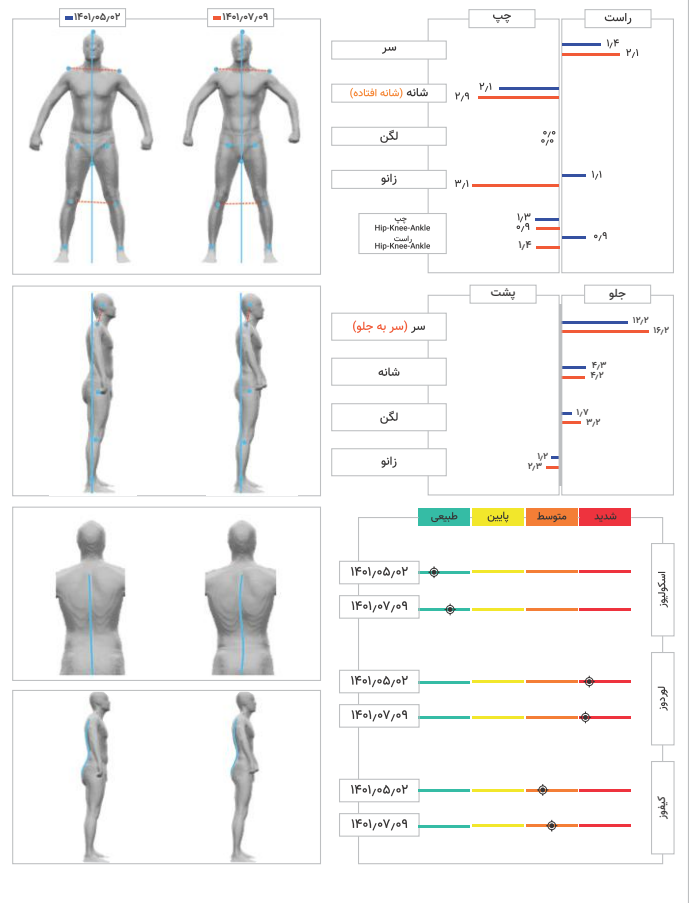 ۱۴۰۱٫۰۷٫۰۹
۱۴۰۱٫۰۵٫۰۲
راست
چپ
سر
۱٫۴
۲٫۱
شانه (شانه افتاده)
۲٫۱
۲٫۹
لگن
۰٫۰
۰٫۰
زانو
۱٫۱
۳٫۱
چپ
Hip-Knee-Ankle
راست
Hip-Knee-Ankle
۱٫۳
۰٫۹
۰٫۹
۱٫۴
جلو
پشت
سر (سر به جلو)
۱۲٫۲
۱۶٫۲
شانه
۴٫۳
۴٫۲
لگن
۱٫۷
۳٫۲
زانو
۱٫۲
۲٫۳
شدید
متوسط
پایین
طبیعی
اسکولیوز
۱۴۰۱٫۰۵٫۰۲
۱۴۰۱٫۰۷٫۰۹
لوردوز
۱۴۰۱٫۰۵٫۰۲
۱۴۰۱٫۰۷٫۰۹
کیفوز
۱۴۰۱٫۰۵٫۰۲
۱۴۰۱٫۰۷٫۰۹